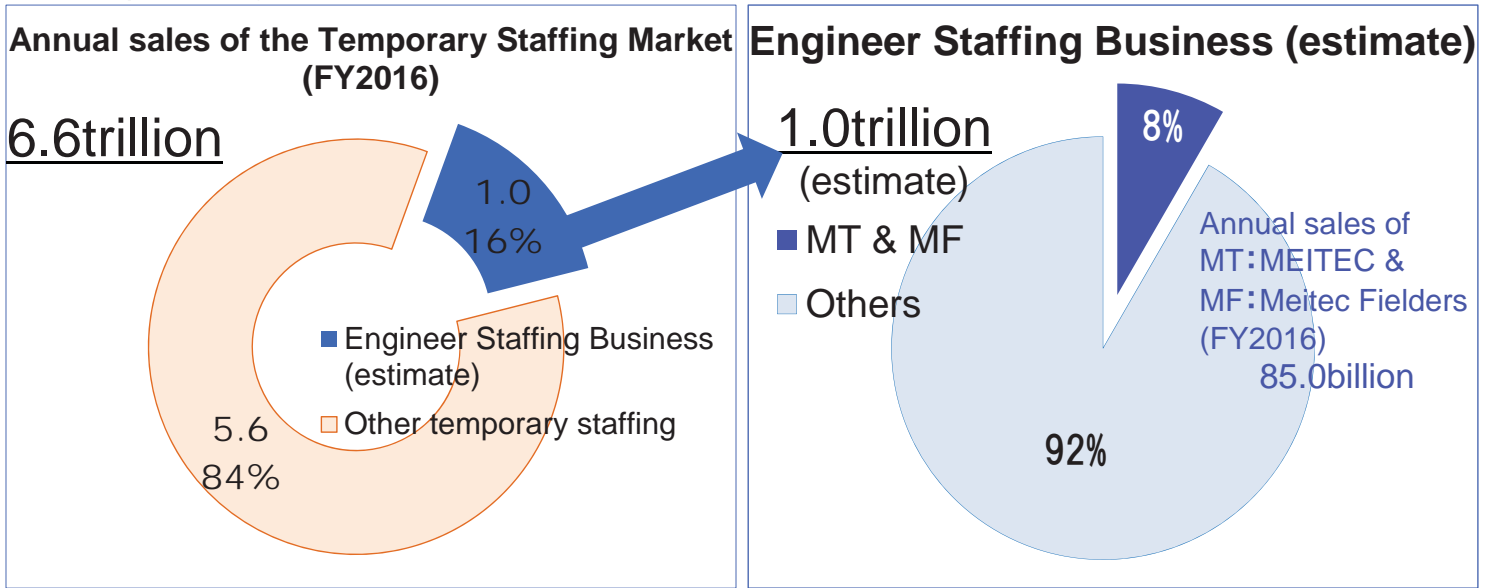 Annual sales of the Temporary Staffing Market
(FY2016)
6.6trillion
1.0
16%
Engineer Staffing Business
(estimate)
Other temporary staffing
5.6
84%
Engineer Staffing Business (estimate)
1.0trillion
(estimate)
MT & MF
Others
8%
Annual sales of
MT：MEITEC &
MF：Meitec Fielders
(FY2016)
85.0billion
92%